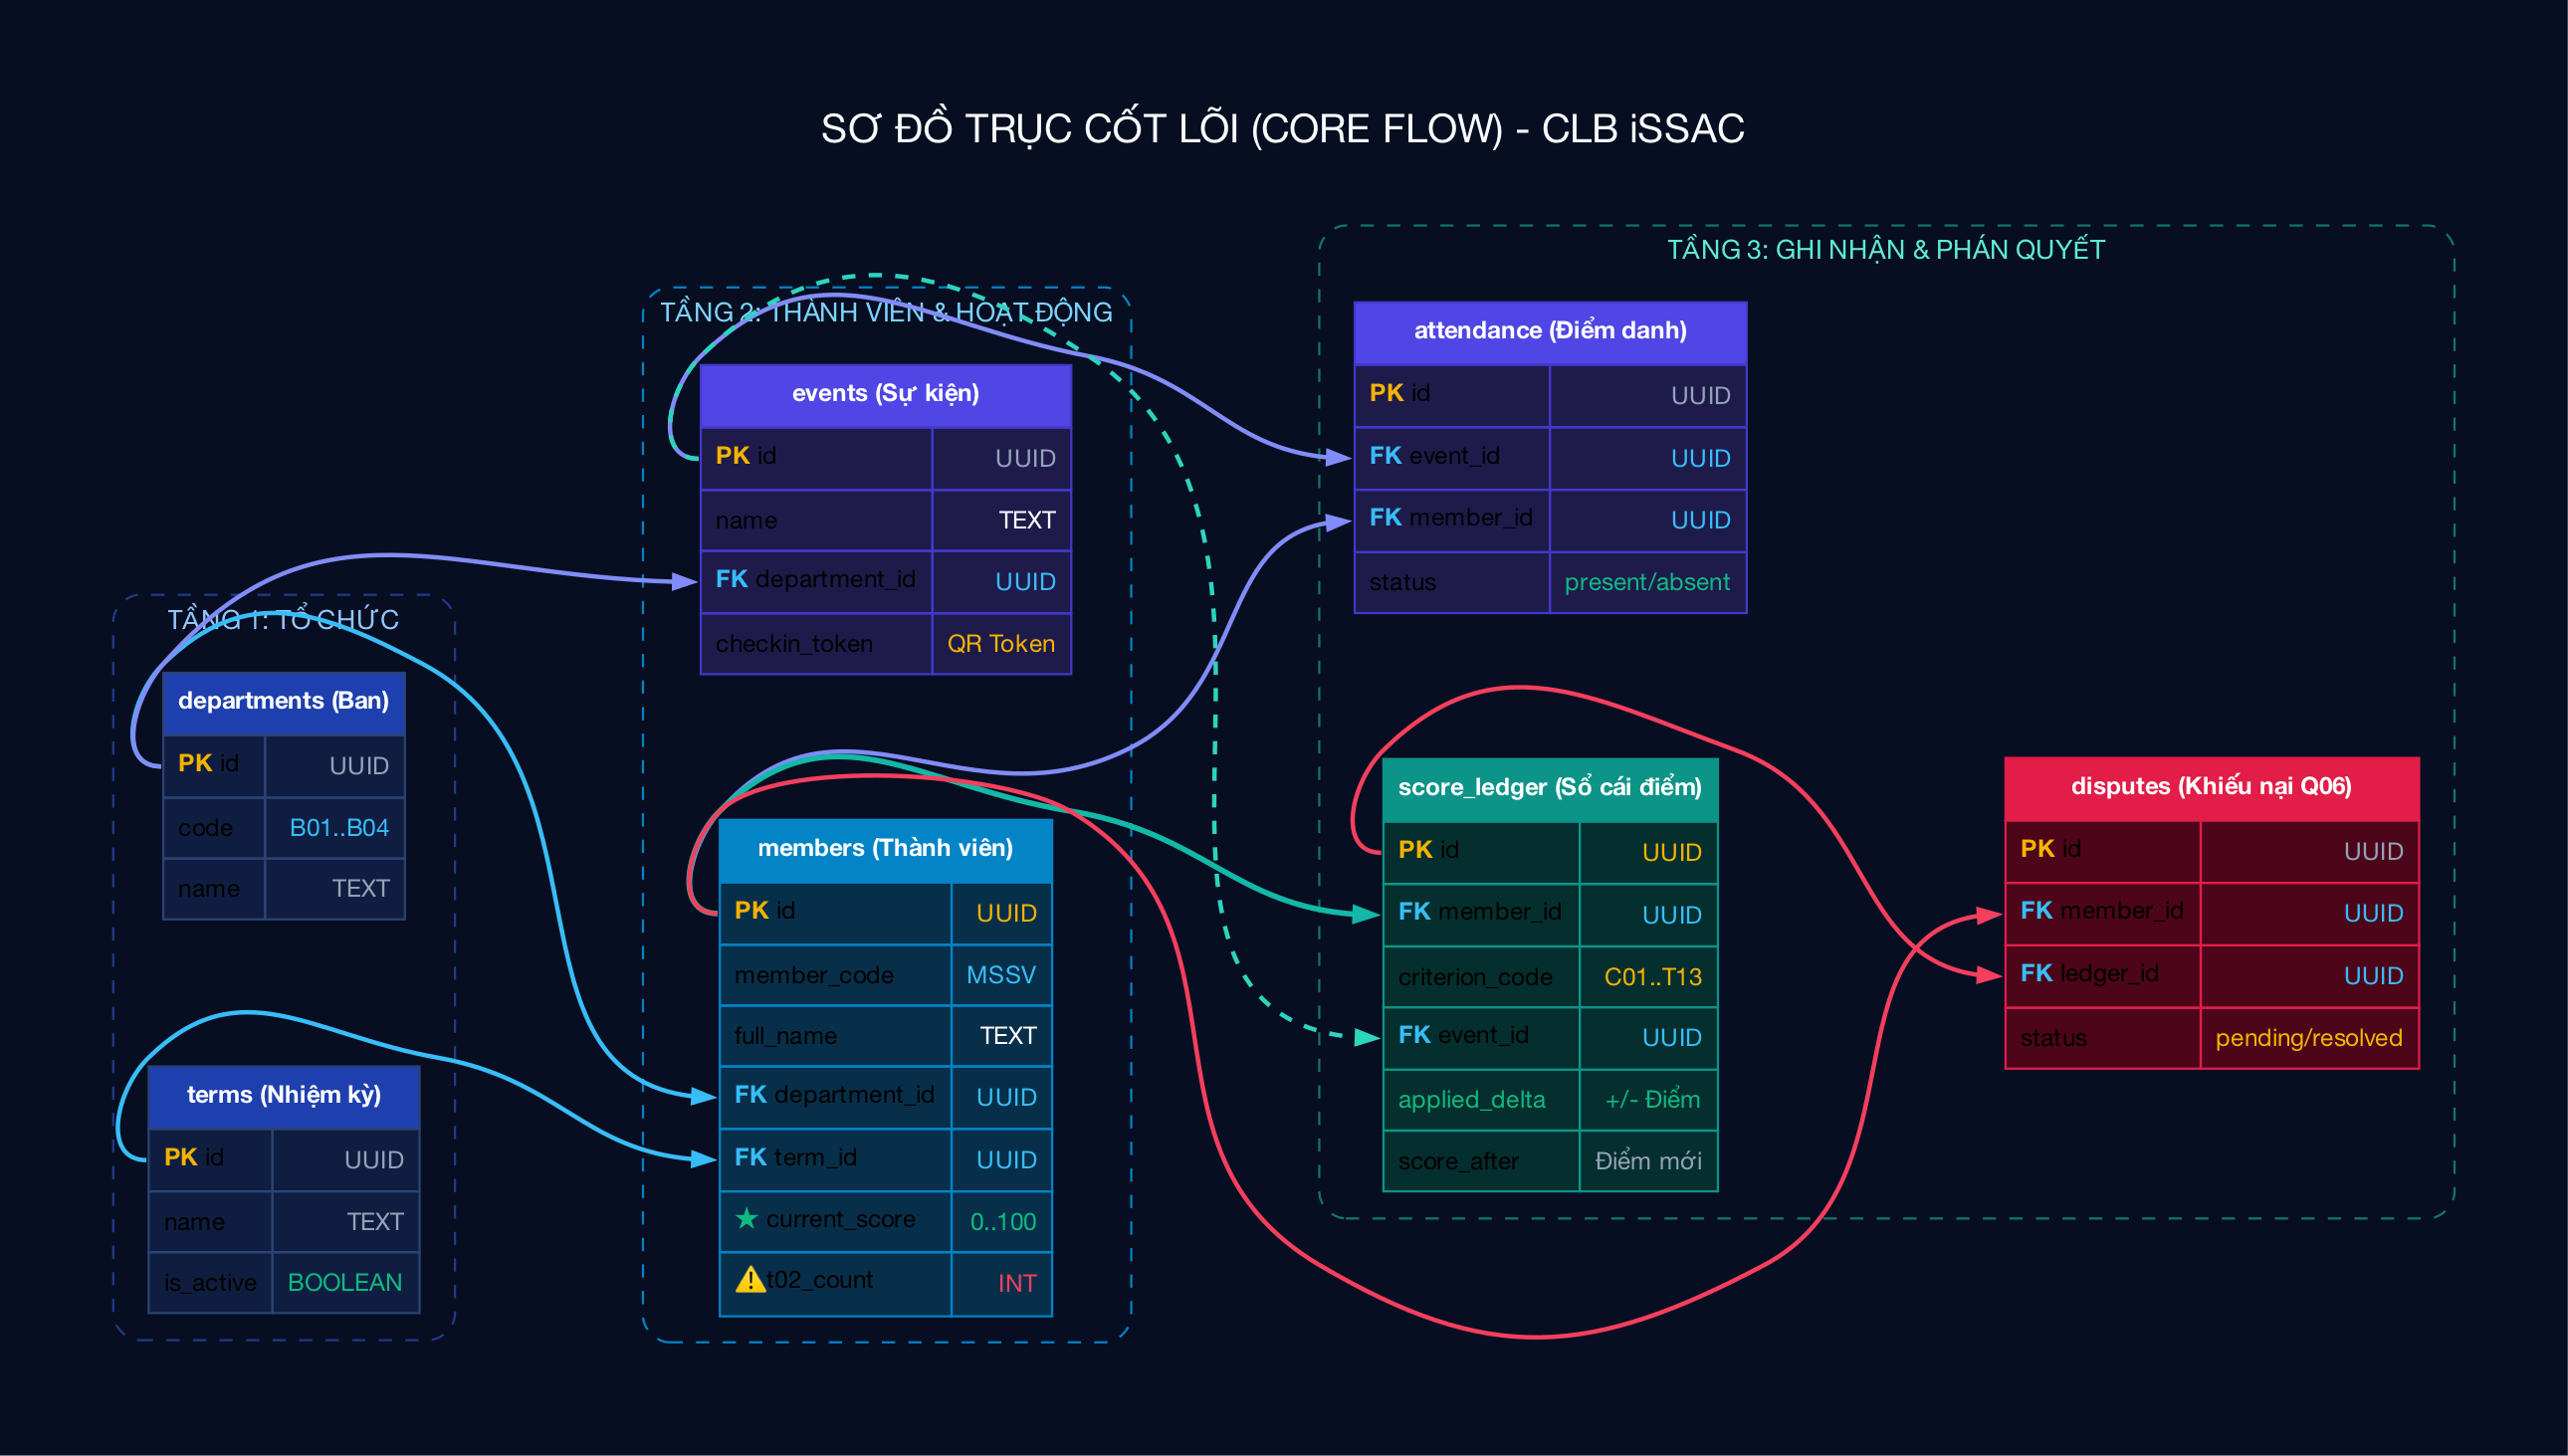 SƠ ĐỒ TRỤC CỐT LÕI (CORE FLOW) - CLB iSSAC
TẦNG 1: TỔ CHỨC
departments (Ban)
PK id UUID
code B01..B04
name TEXT
terms (Nhiệm kỳ)
PK id UUID
name TEXT
is_active BOOLEAN
TẦNG 2: THÀNH VIÊN & HOẠT ĐỘNG
events (Sự kiện)
PK id UUID
name TEXT
FK department_id UUID
checkin_token QR Token
members (Thành viên)
PK id UUID
member_code MSSV
full_name TEXT
FK department_id UUID
FK term_id UUID
★ current_score 0..100
⚠️t02_count INT
TẦNG 3: GHI NHẬN & PHÁN QUYẾT
attendance (Điểm danh)
PK id UUID
FK event_id UUID
FK member_id UUID
status present/absent
score_ledger (Sổ cái điểm)
PK id UUID
FK member_id UUID
criterion_code C01..T13
FK event_id UUID
applied_delta +/- Điểm
score_after Điểm mới
disputes (Khiếu nại Q06)
PK id UUID
FK member_id UUID
FK ledger_id UUID
status pending/resolved